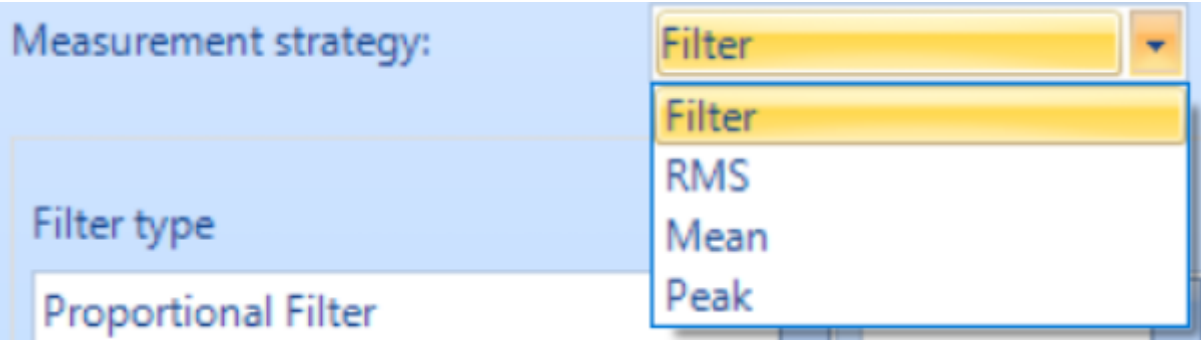 Measurement strategy: Filter
Filter
RMS
Filter type
Mean
Peak
Proportional Filter